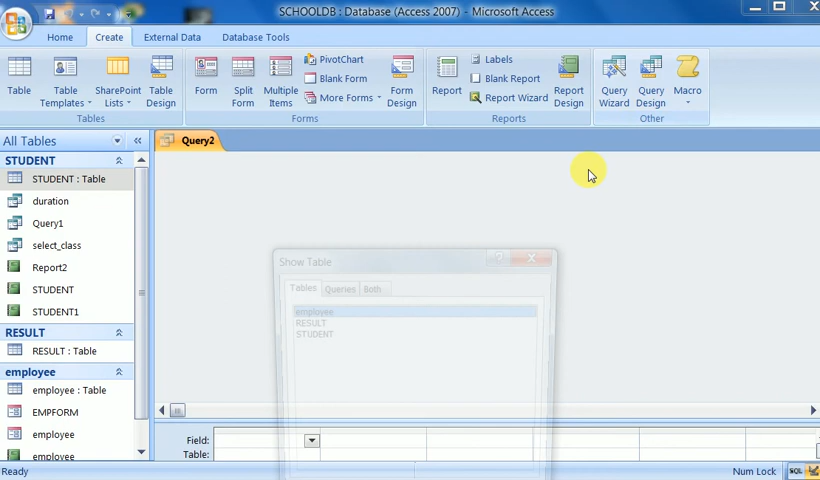 SCHOOLDB : Database (Access 2007) - Microsoft Access
Home Create External Data Database Tools
Table
Table Templates
SharePoint Lists
Table Design
Form
Split Form
Multiple Items
PivotChart
Blank Form
More Forms
Form Design
Report
Labels
Blank Report
Report Wizard
Report Design
Query Wizard
Query Design
Macro
Tables Forms Reports Other
All Tables
Query2
STUDENT
STUDENT : Table
duration
Query1
select_class
Report2
STUDENT
STUDENT1
RESULT
RESULT : Table
employee
employee : Table
EMPFORM
employee
employee
Show Table
Tables Queries Both
employee
RESULT
STUDENT
Field:
Table:
Ready
Num Lock
SQL